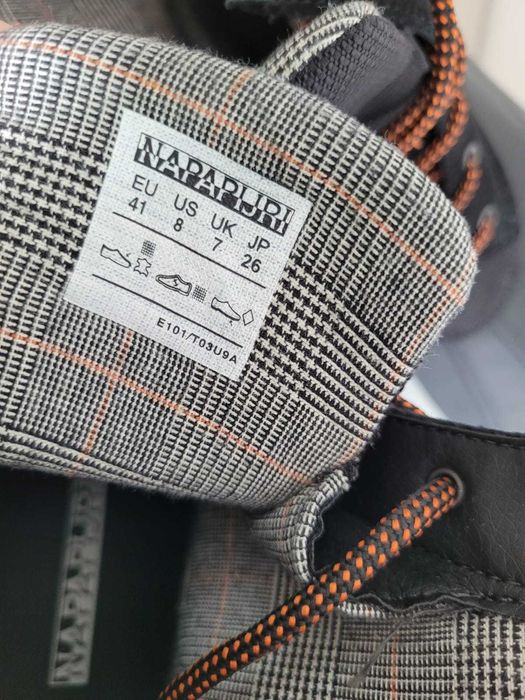 NAPAPIJRI
EU US UK JP
41 8 7 26
E101/T03U9A
NAPAPIJRI